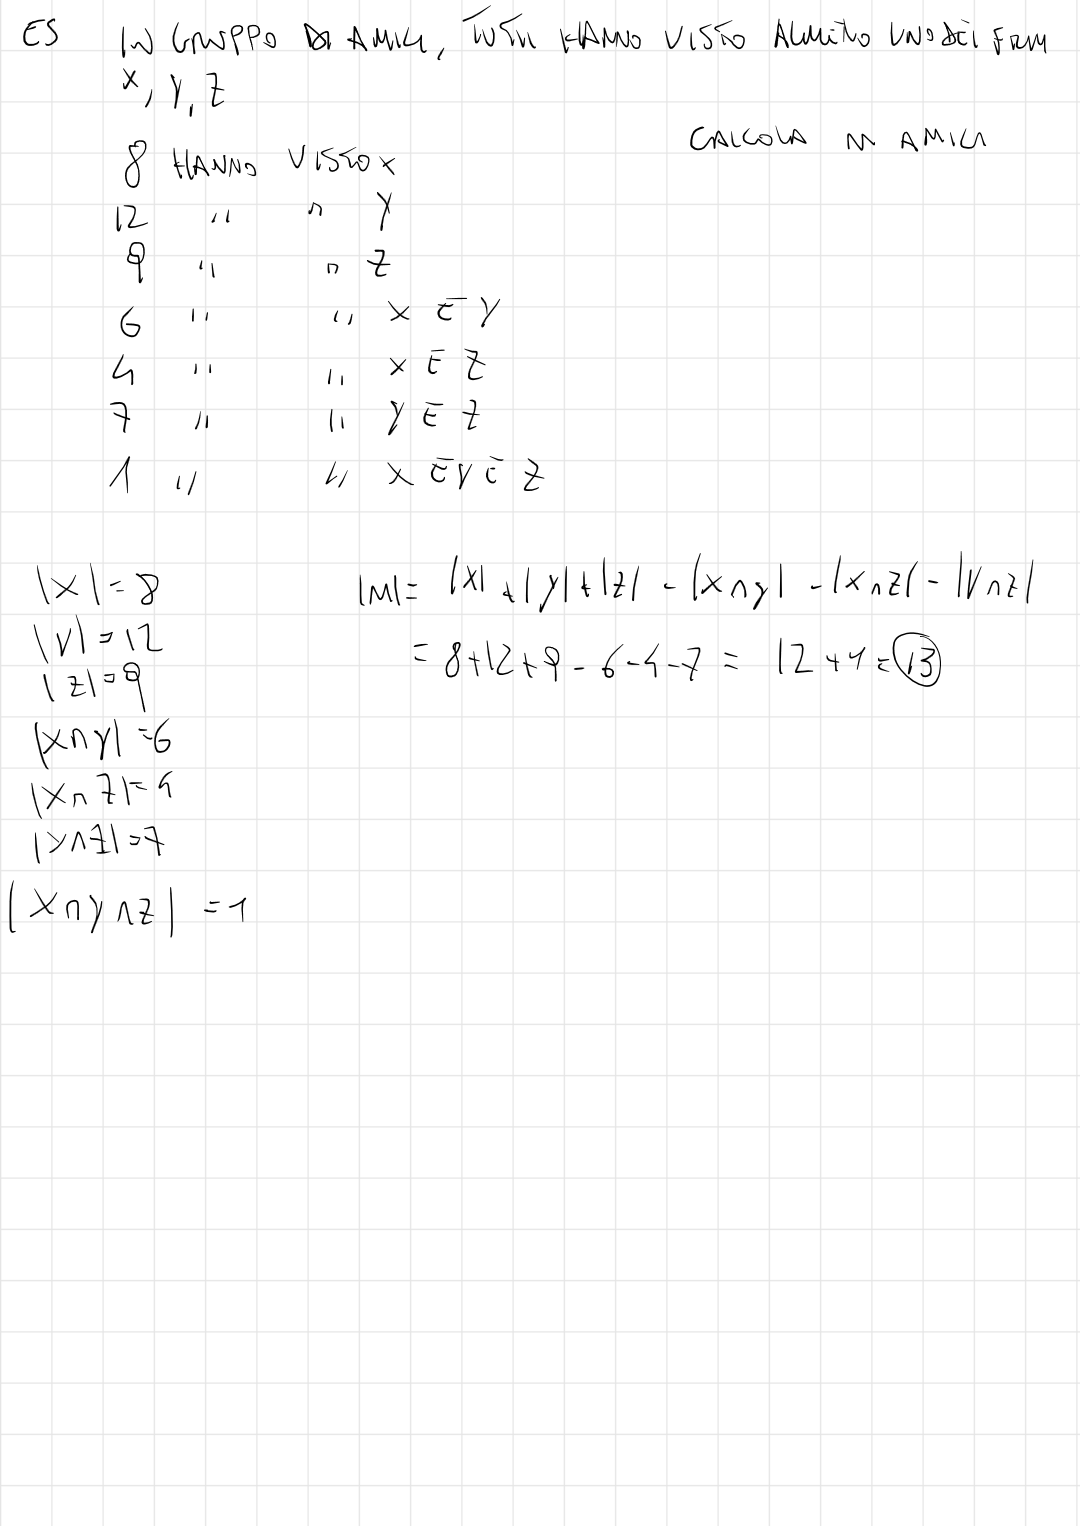 ES IN GRUPPO DI AMICI, TUTTI HANNO VISTO ALMENO UNO DEI FILM
X, Y, Z
CALCOLA M AMICI
8 HANNO VISTO X
12 " " Y
9 " " Z
6 " " X E Y
4 " " X E Z
7 " " Y E Z
1 " " X E Y E Z
|X|=8
|Y|=12
|Z|=9
|X∩Y|=6
|X∩Z|=4
|Y∩Z|=7
|X∩Y∩Z|=1
|M|= |X|+|Y|+|Z| - |X∩Y| - |X∩Z| - |Y∩Z|
= 8+12+9-6-4-7 = 12+1=13